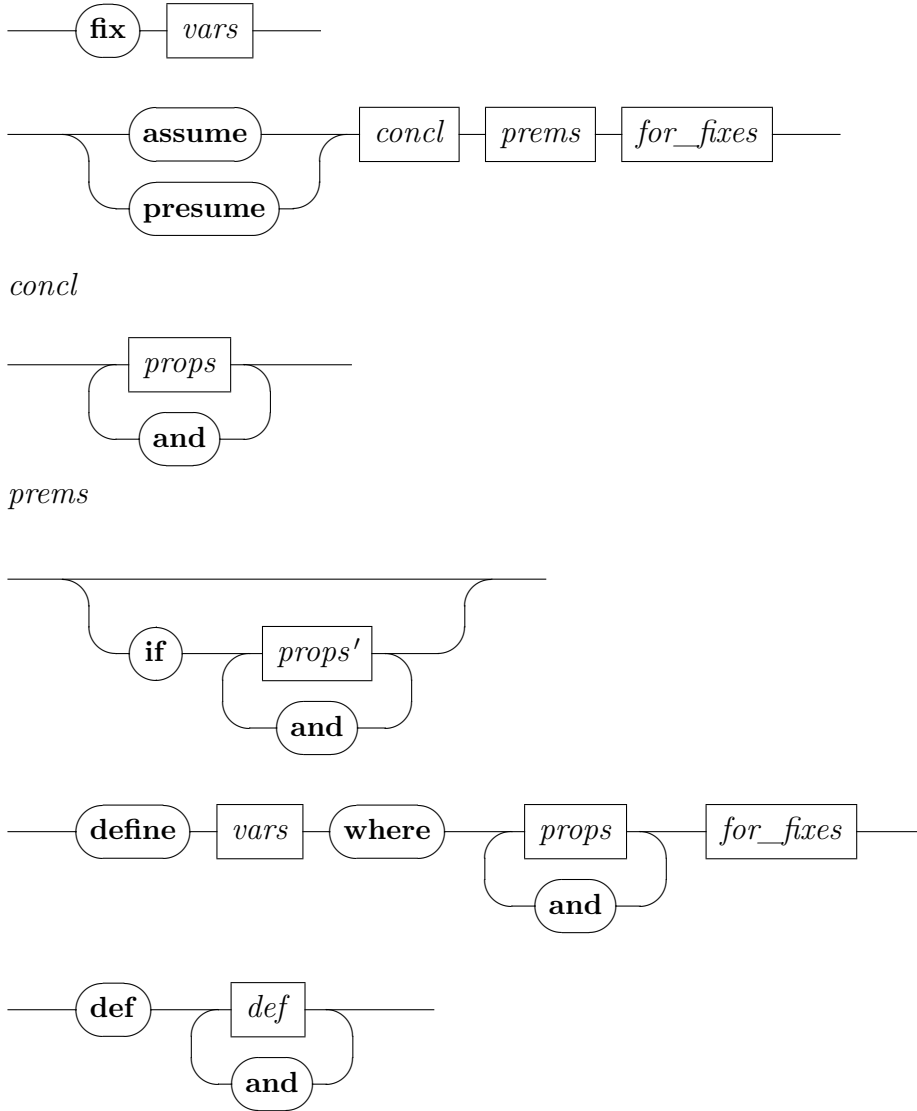 fix vars
assume concl prems for_fixes
presume
concl
props
and
prems
if props′
and
define vars where props for_fixes
and
def def
and